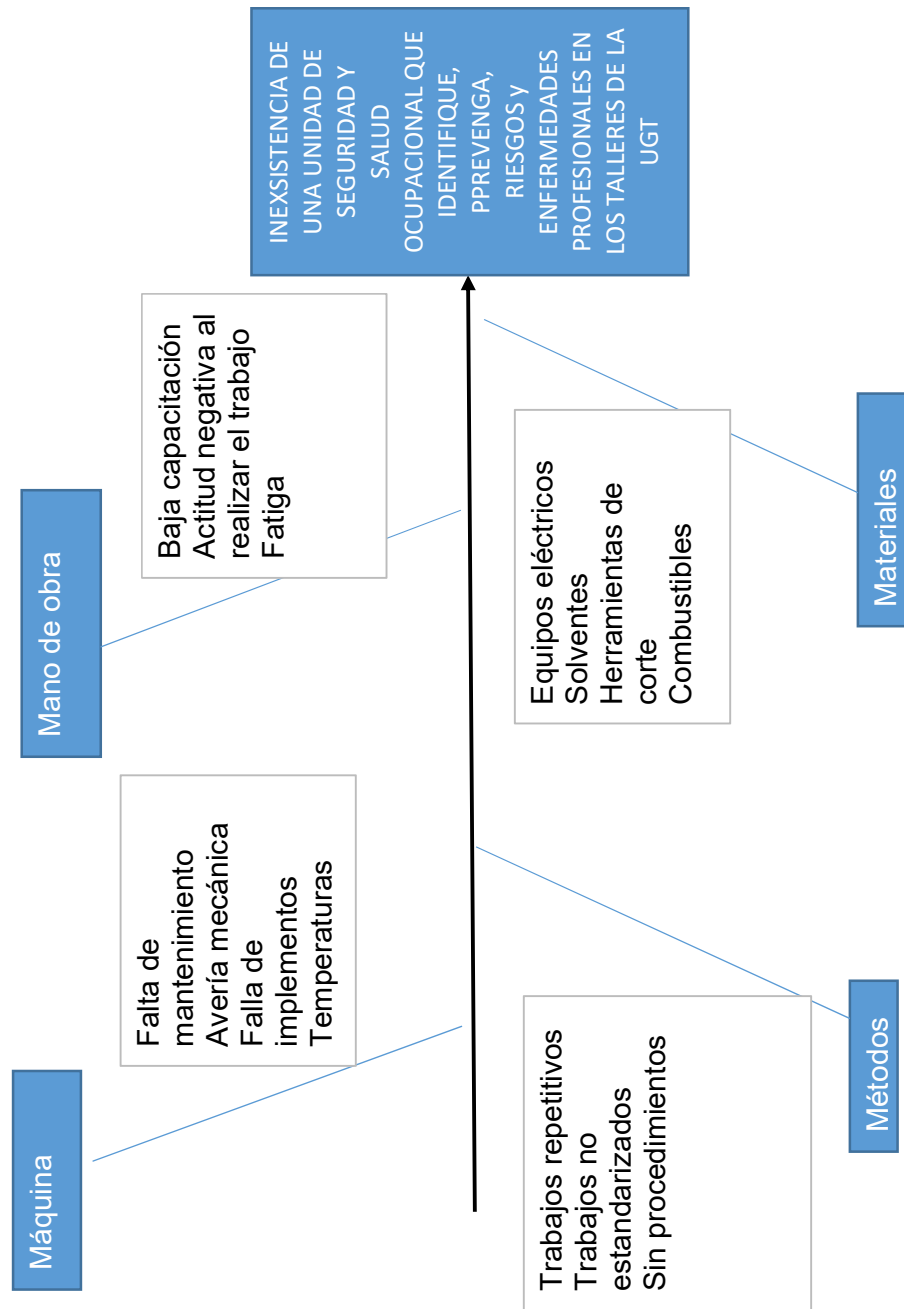 Máquina
Mano de obra
Falta de
mantenimiento
Avería mecánica
Falla de
implementos
Temperaturas
Baja capacitación
Actitud negativa al
realizar el trabajo
Fatiga
INEXSISTENCIA DE
UNA UNIDAD DE
SEGURIDAD Y
SALUD
OCUPACIONAL QUE
IDENTIFIQUE,
PPREVENGA,
RIESGOS y
ENFERMEDADES
PROFESIONALES EN
LOS TALLERES DE LA
UGT
Trabajos repetitivos
Trabajos no
estandarizados
Sin procedimientos
Equipos eléctricos
Solventes
Herramientas de
corte
Combustibles
Métodos
Materiales